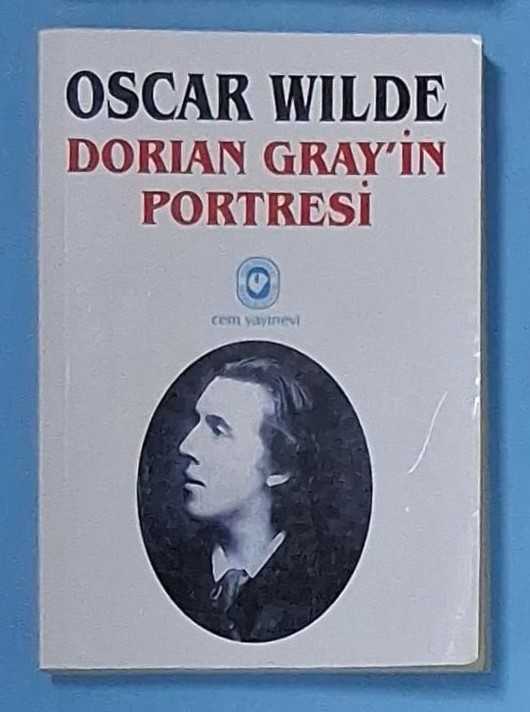 OSCAR WILDE
DORIAN GRAY'İN
PORTRESİ
cem yayınevi